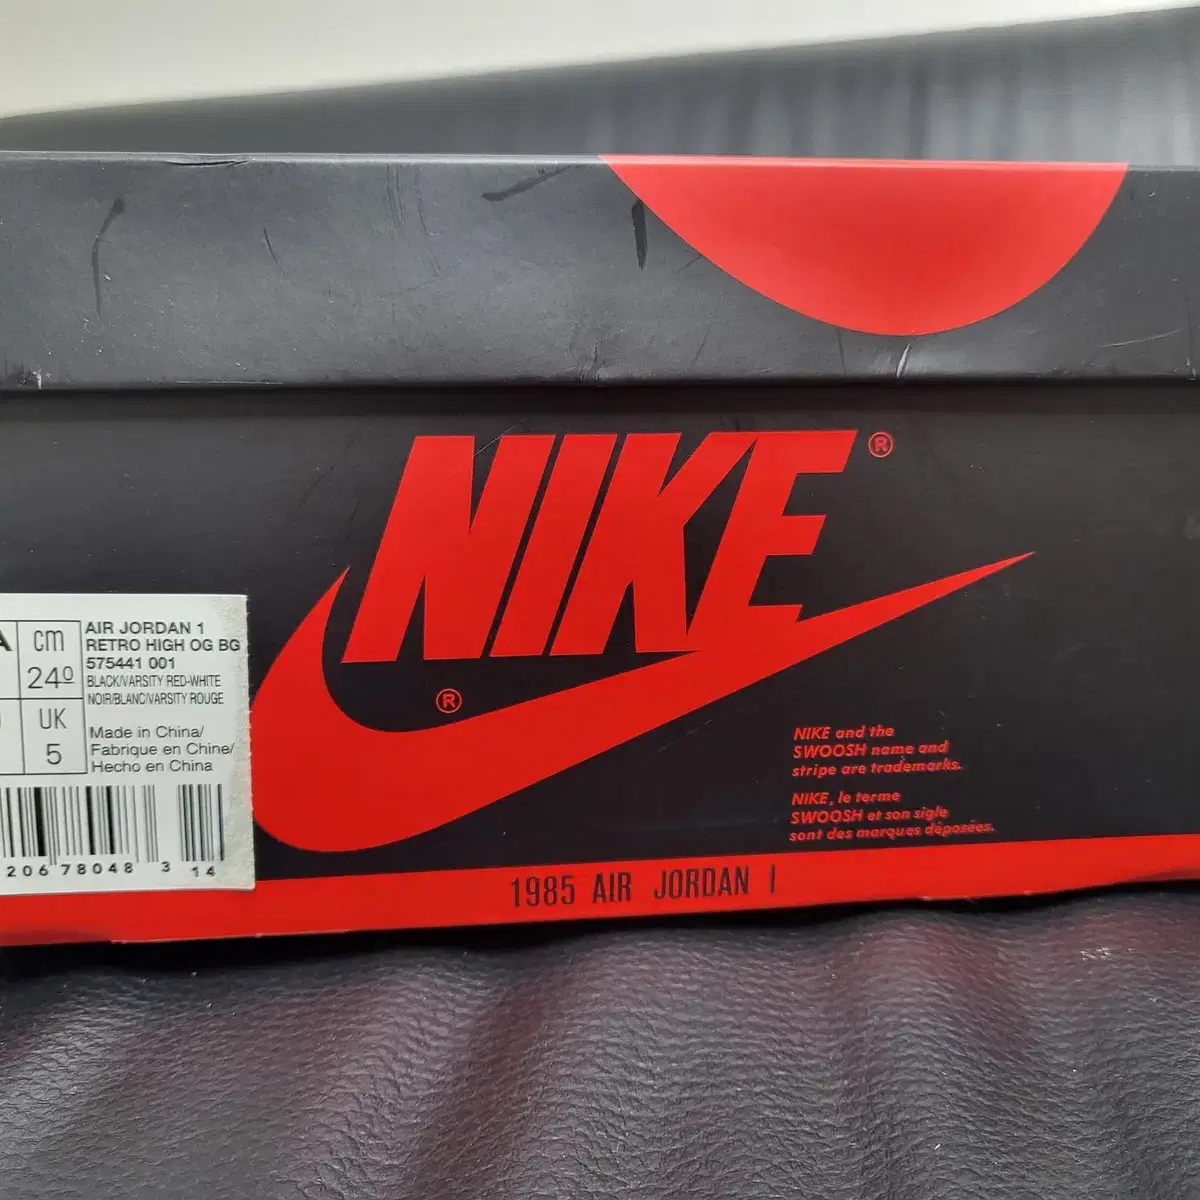 NIKE®
®
cm
24⁰
UK
5
AIR JORDAN 1
RETRO HIGH OG BG
575441 001
BLACK/VARSITY RED-WHITE
NOIR/BLANC/VARSITY ROUGE
Made in China/
Fabrique en Chine/
Hecho en China
20678048 3 14
NIKE and the
SWOOSH name and
stripe are trademarks.
NIKE, le terme
SWOOSH et son sigle
sont des marques déposées.
1985 AIR JORDAN I